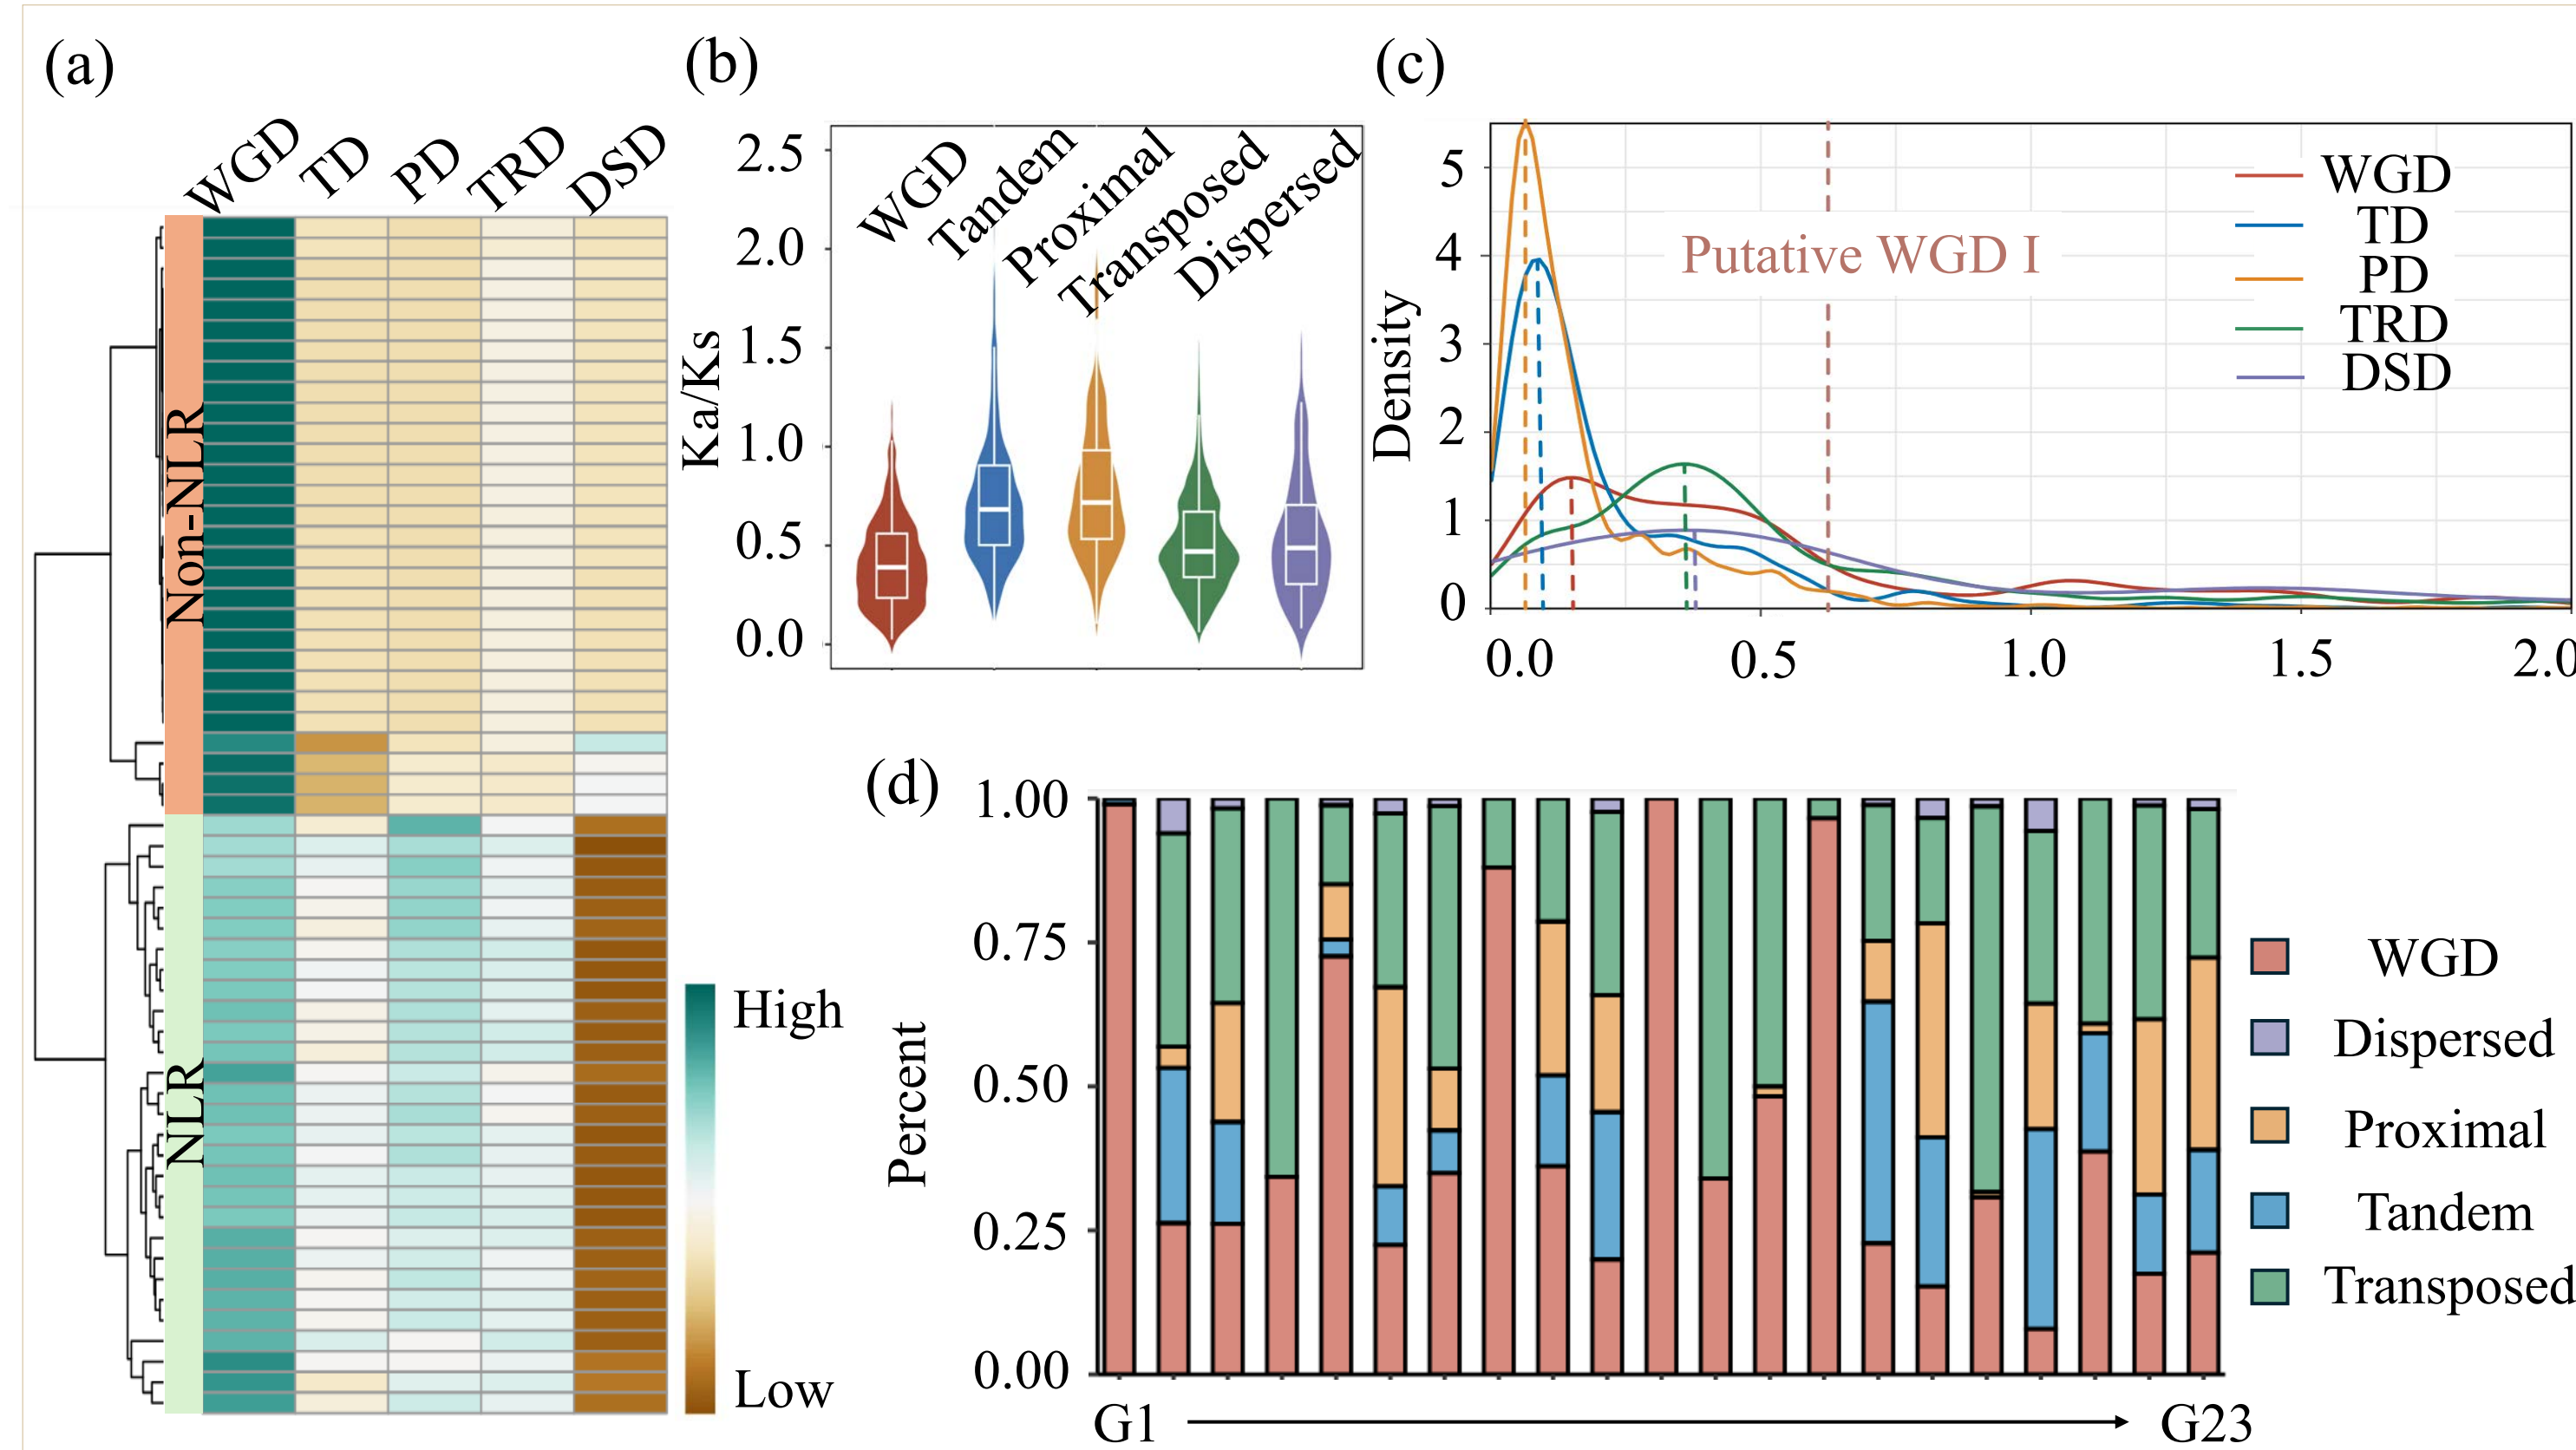 (a)
WGD
TD
PD
TRD
DSD
Non-NLR
NLR
High
Low
(b)
Ka/Ks
2.5
2.0
1.5
1.0
0.5
0.0
WGD
Tandem
Proximal
Transposed
Dispersed
(c)
Density
5
4
3
2
1
0
0.0
0.5
1.0
1.5
2.0
Putative WGD I
WGD
TD
PD
TRD
DSD
(d)
Percent
1.00
0.75
0.50
0.25
0.00
G1
G23
WGD
Dispersed
Proximal
Tandem
Transposed